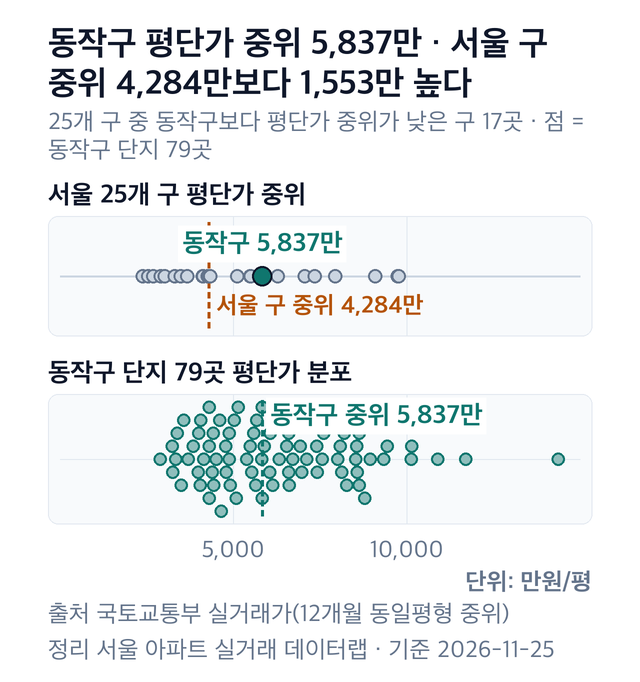 동작구 평단가 중위 5,837만 · 서울 구
중위 4,284만보다 1,553만 높다
25개 구 중 동작구보다 평단가 중위가 낮은 구 17곳 · 점 =
동작구 단지 79곳
서울 25개 구 평단가 중위
동작구 5,837만
서울 구 중위 4,284만
동작구 단지 79곳 평단가 분포
동작구 중위 5,837만
5,000 10,000
단위: 만원/평
출처 국토교통부 실거래가(12개월 동일평형 중위)
정리 서울 아파트 실거래 데이터랩 · 기준 2026-11-25